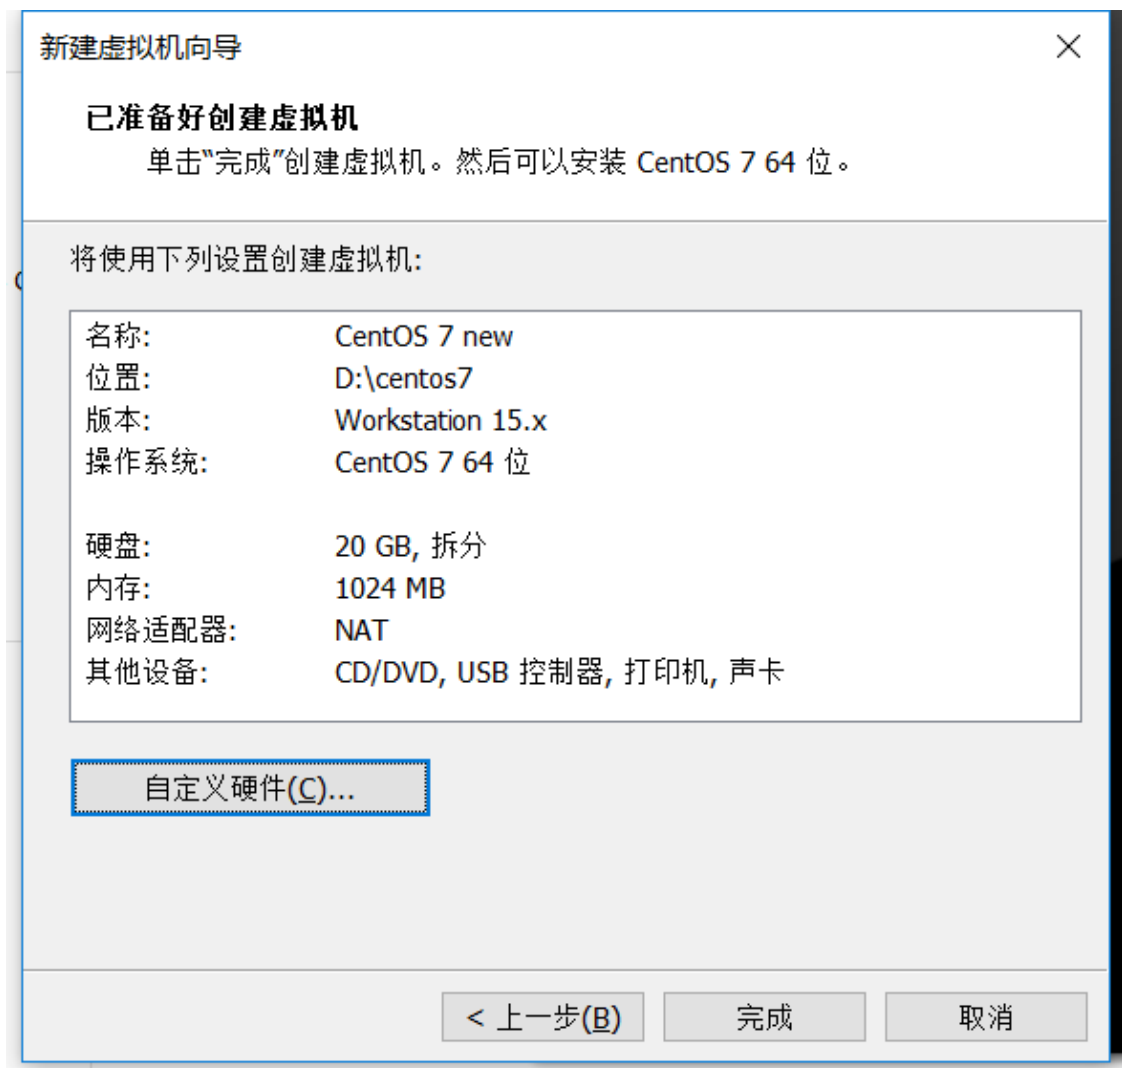 新建虚拟机向导
已准备好创建虚拟机
单击“完成”创建虚拟机。然后可以安装 CentOS 7 64 位。
将使用下列设置创建虚拟机:
名称: CentOS 7 new
位置: D:\centos7
版本: Workstation 15.x
操作系统: CentOS 7 64 位
硬盘: 20 GB, 拆分
内存: 1024 MB
网络适配器: NAT
其他设备: CD/DVD, USB 控制器, 打印机, 声卡
自定义硬件(C)...
< 上一步(B) 完成 取消